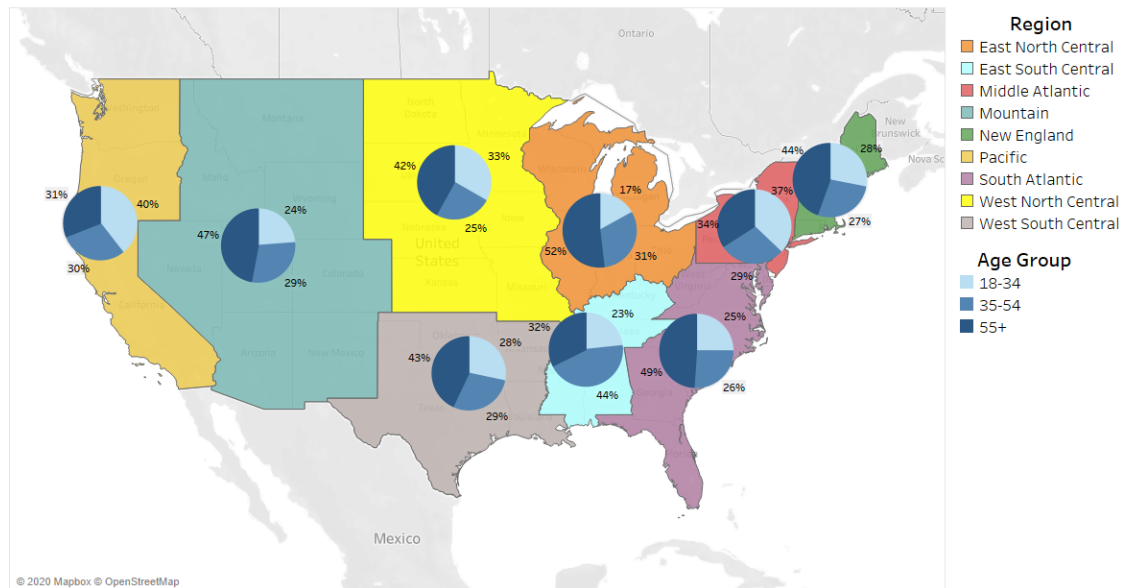 Ontario
Region
East North Central
East South Central
Middle Atlantic
Mountain
New England
Pacific
South Atlantic
West North Central
West South Central
Age Group
18-34
35-54
55+
Washington
Montana
North
Dakota
Minnesota
New
Brunswick
Nova Sc
Oregon
Idaho
Wyoming
Wisconsin
Nebraska
Iowa
Ohio
United
States
Nevada
Colorado
Kansas
Missouri
Kentucky
Virginia
California
Arizona
New Mexico
Georgia
Mexico
31%
40%
30%
47%
24%
29%
42%
33%
25%
17%
52%
31%
44%
28%
27%
37%
34%
29%
43%
28%
29%
32%
23%
44%
25%
49%
26%
© 2020 Mapbox © OpenStreetMap